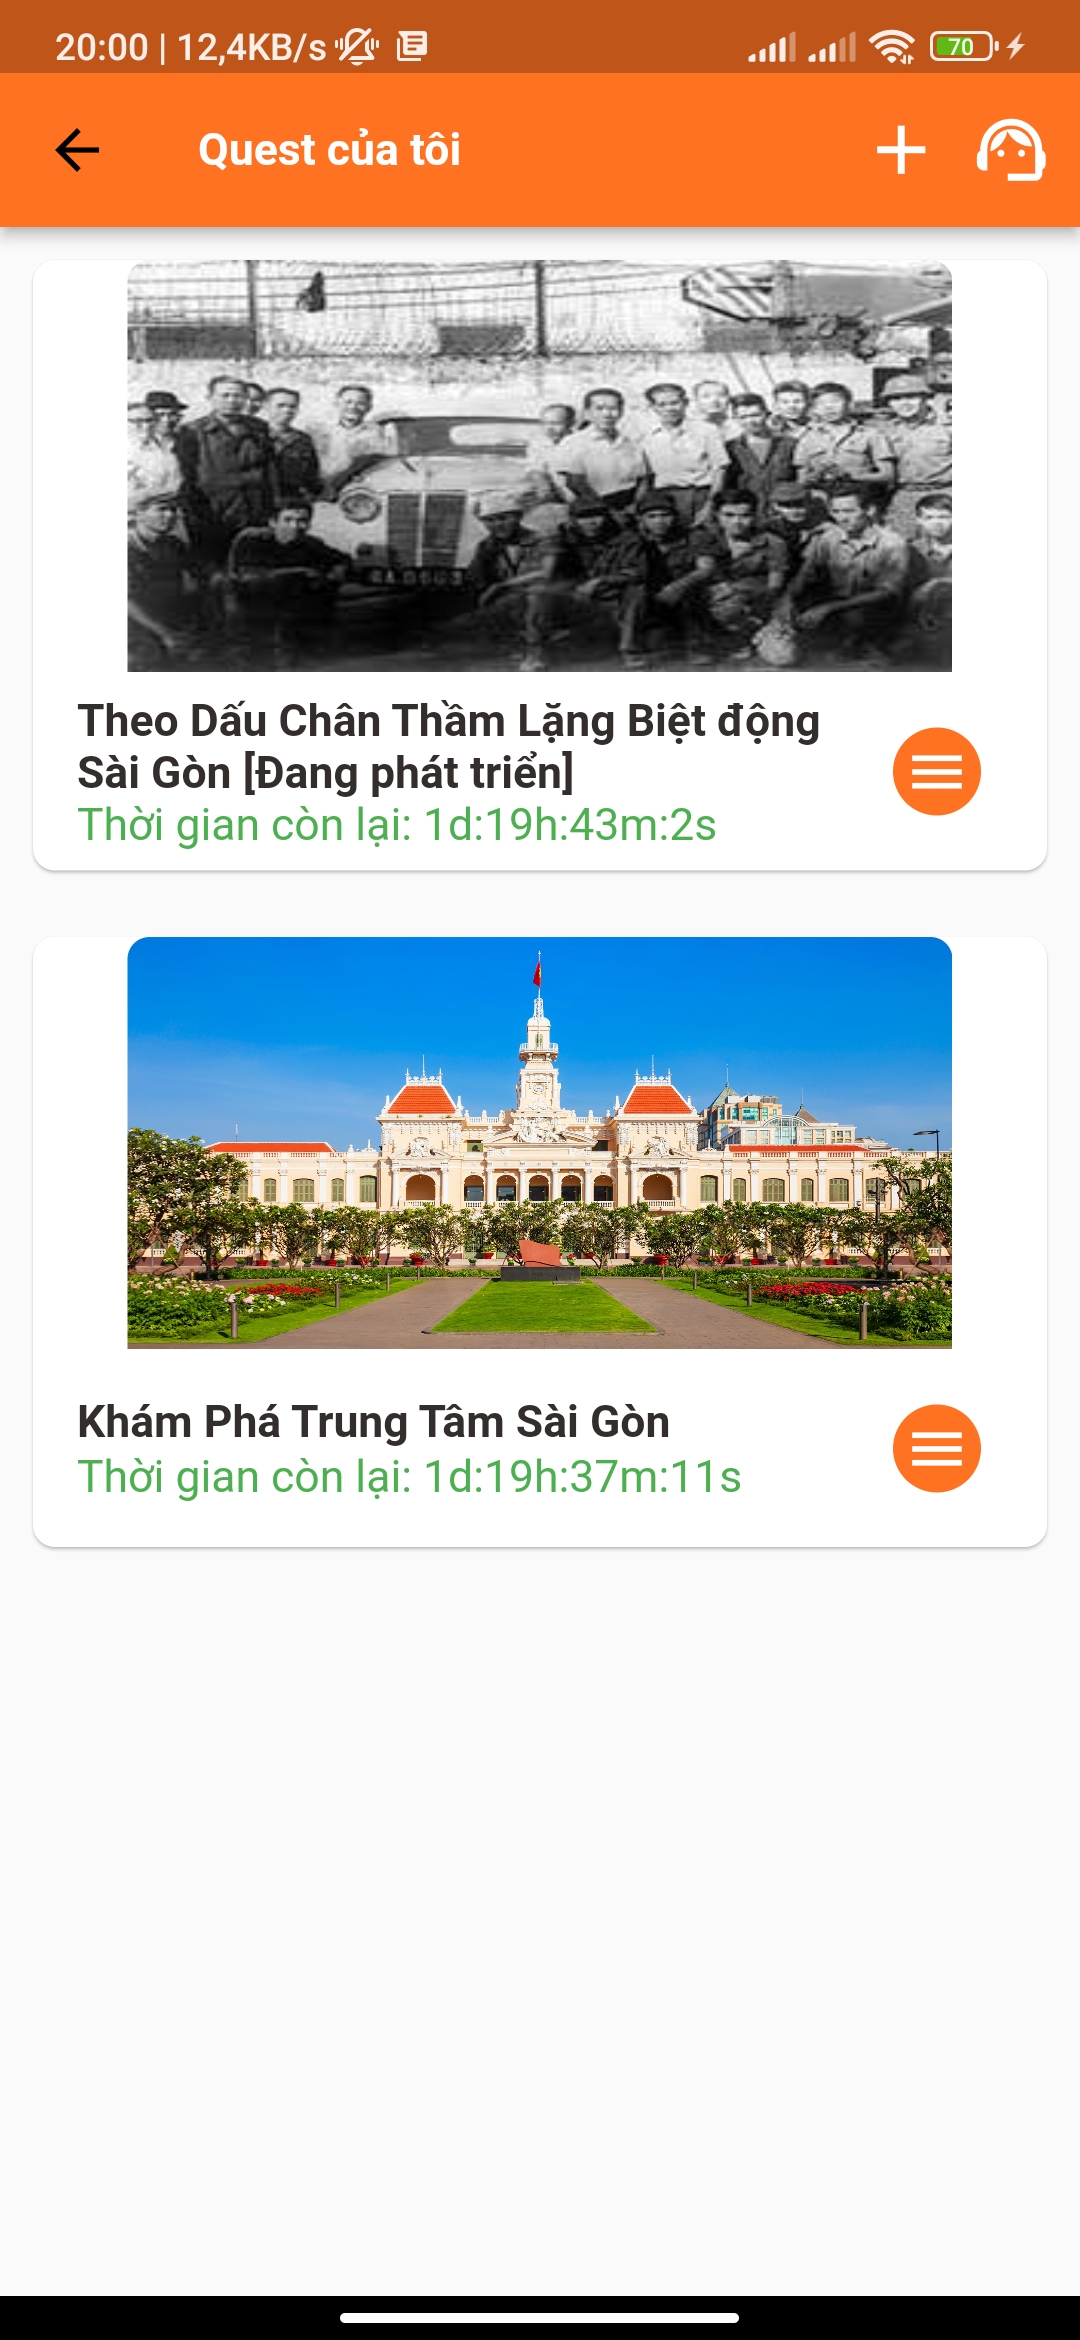 20:00 | 12,4KB/s
70
Quest của tôi
Theo Dấu Chân Thầm Lặng Biệt động
Sài Gòn [Đang phát triển]
Thời gian còn lại: 1d:19h:43m:2s
Khám Phá Trung Tâm Sài Gòn
Thời gian còn lại: 1d:19h:37m:11s